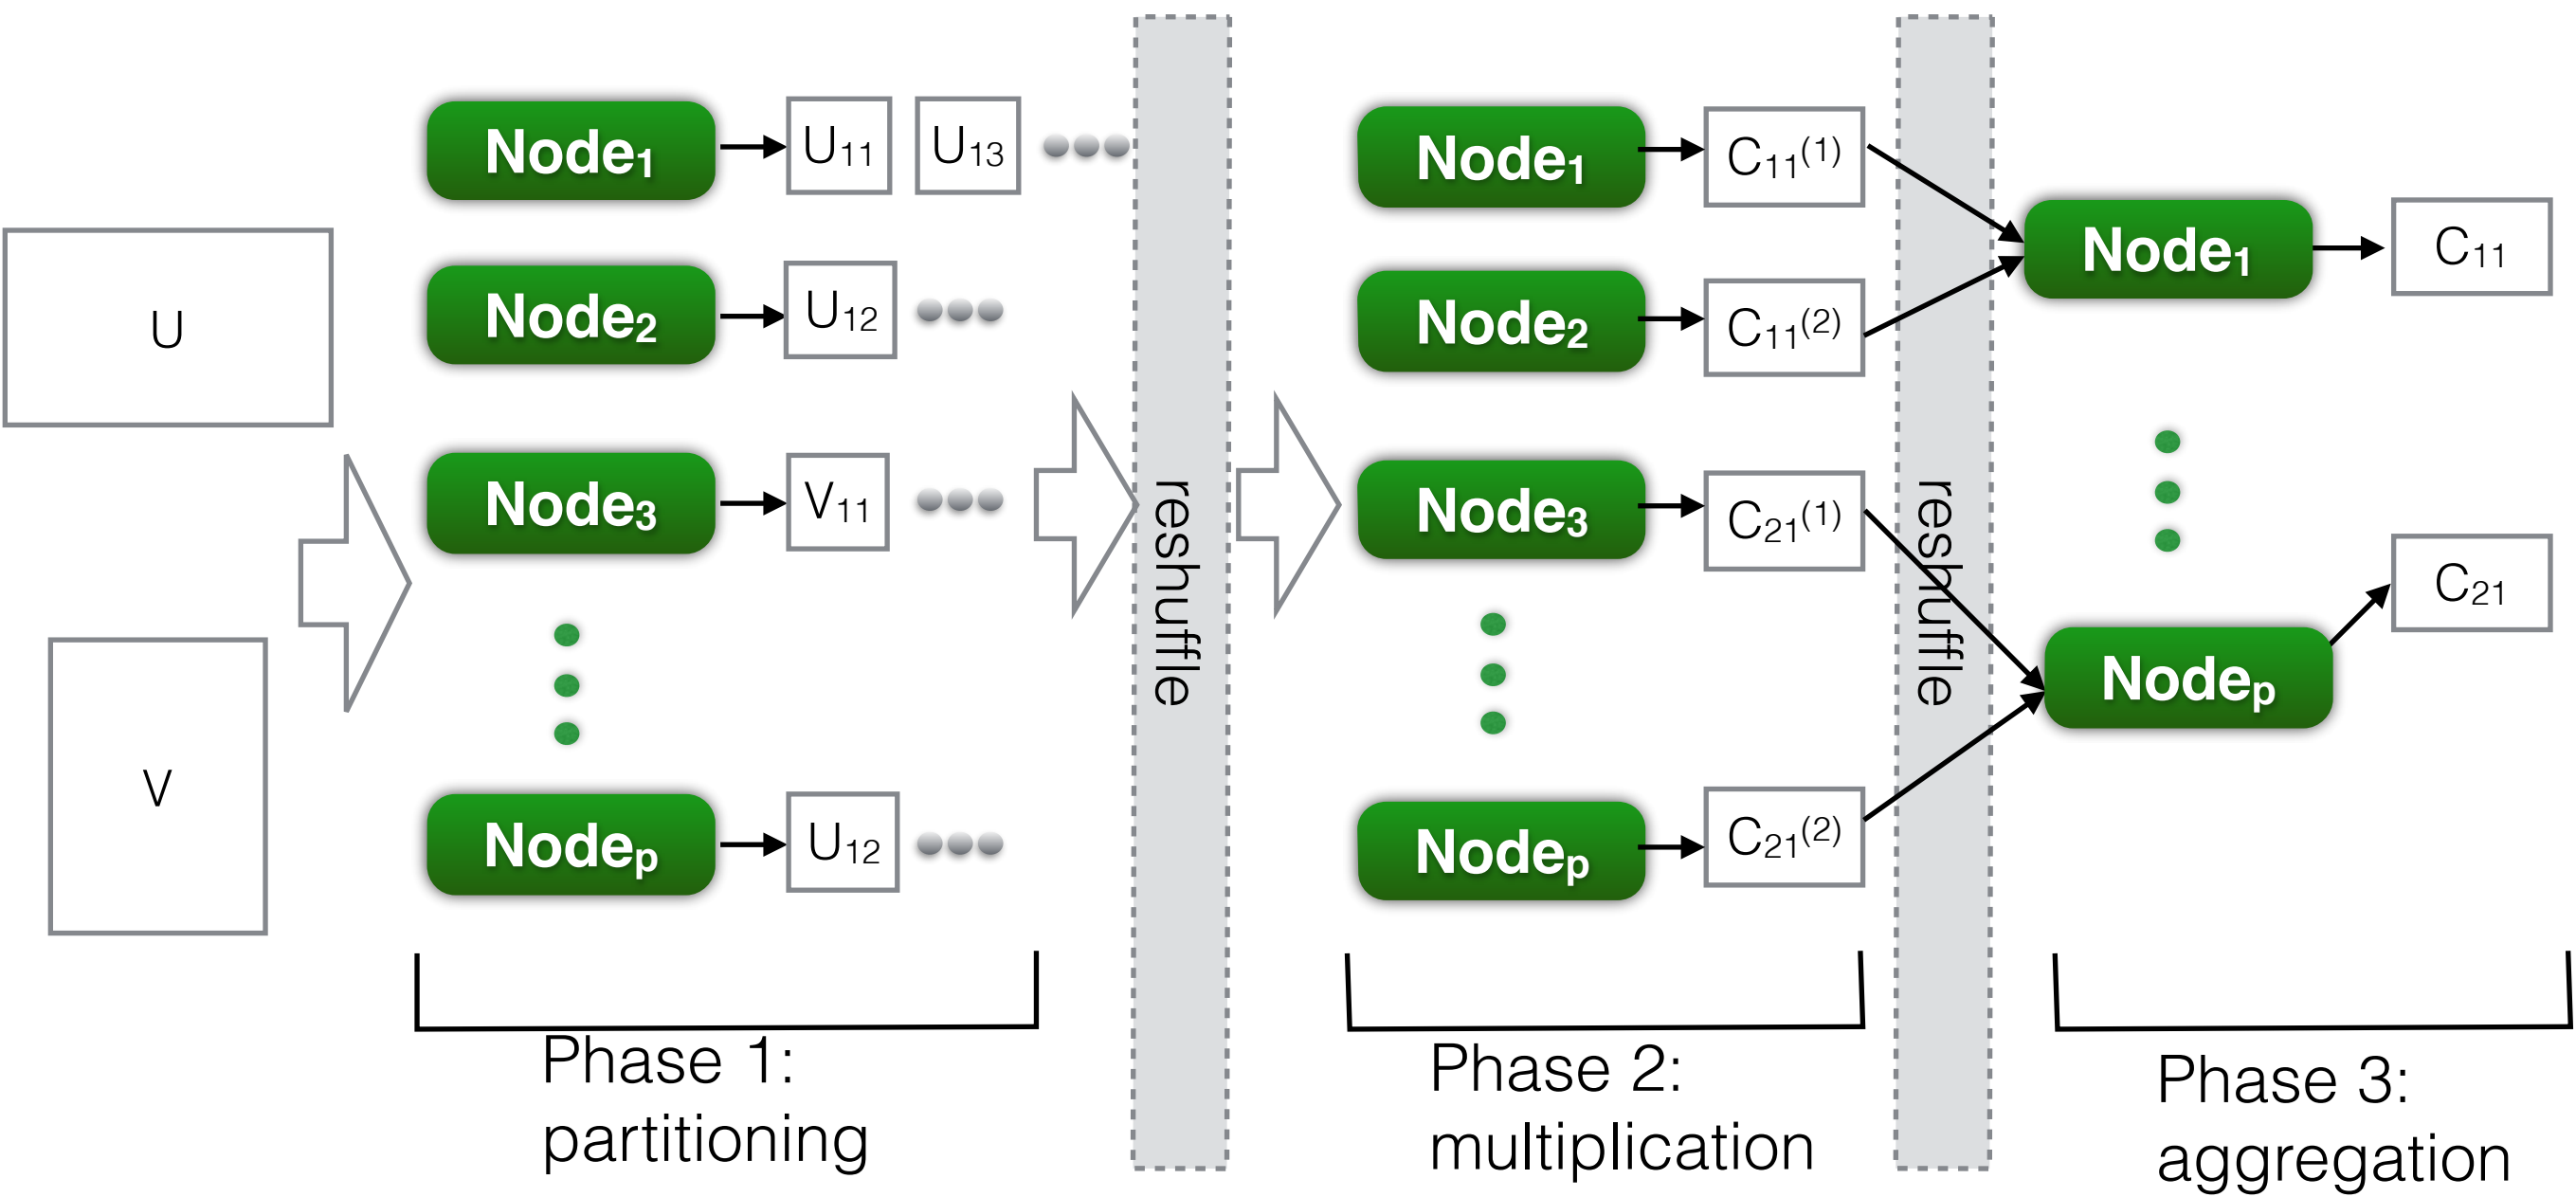 U
V
Node₁
U₁₁
U₁₃
Node₂
U₁₂
Node₃
V₁₁
Nodeₚ
U₁₂
Phase 1:
partitioning
reshuffle
Node₁
C₁₁⁽¹⁾
Node₂
C₁₁⁽²⁾
Node₃
C₂₁⁽¹⁾
Nodeₚ
C₂₁⁽²⁾
Phase 2:
multiplication
reshuffle
Node₁
C₁₁
Nodeₚ
C₂₁
Phase 3:
aggregation